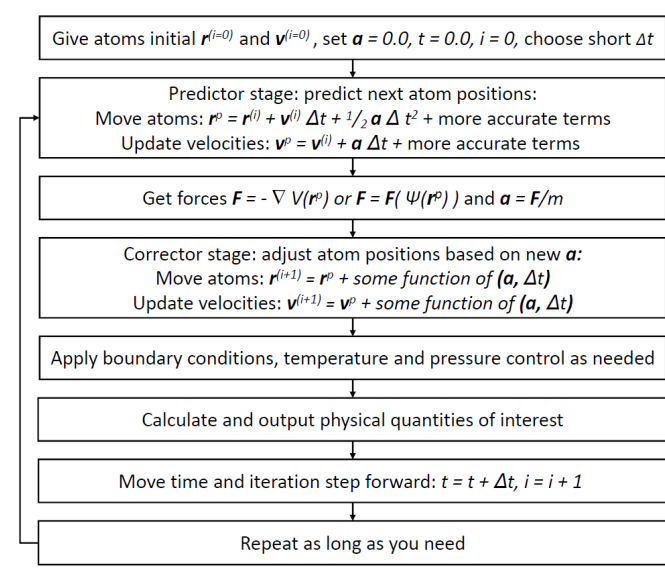 Give atoms initial r⁽ⁱ⁼⁰⁾ and v⁽ⁱ⁼⁰⁾ , set a = 0.0, t = 0.0, i = 0, choose short Δt
Predictor stage: predict next atom positions:
Move atoms: rᵖ = r⁽ⁱ⁾ + v⁽ⁱ⁾ Δt + ¹/₂ a Δ t² + more accurate terms
Update velocities: vᵖ = v⁽ⁱ⁾ + a Δt + more accurate terms
Get forces F = - ∇ V(rᵖ) or F = F( Ψ(rᵖ) ) and a = F/m
Corrector stage: adjust atom positions based on new a:
Move atoms: r⁽ⁱ⁺¹⁾ = rᵖ + some function of (a, Δt)
Update velocities: v⁽ⁱ⁺¹⁾ = vᵖ + some function of (a, Δt)
Apply boundary conditions, temperature and pressure control as needed
Calculate and output physical quantities of interest
Move time and iteration step forward: t = t + Δt, i = i + 1
Repeat as long as you need